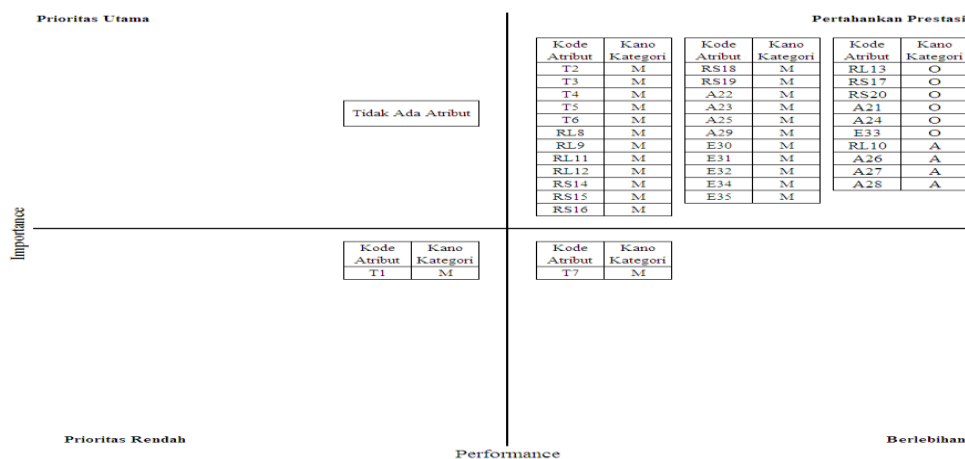 Prioritas Utama
Pertahankan Prestasi
Tidak Ada Atribut
Kode Atribut Kano Kategori
T2 M
T3 M
T4 M
T5 M
T6 M
RL8 M
RL9 M
RL11 M
RL12 M
RS14 M
RS15 M
RS16 M
Kode Atribut Kano Kategori
RS18 M
RS19 M
A22 M
A23 M
A25 M
A29 M
E30 M
E31 M
E32 M
E34 M
E35 M
Kode Atribut Kano Kategori
RL13 O
RS17 O
RS20 O
A21 O
A24 O
E33 O
RL10 A
A26 A
A27 A
A28 A
Importance
Kode Atribut Kano Kategori
T1 M
Kode Atribut Kano Kategori
T7 M
Prioritas Rendah
Berlebihan
Performance